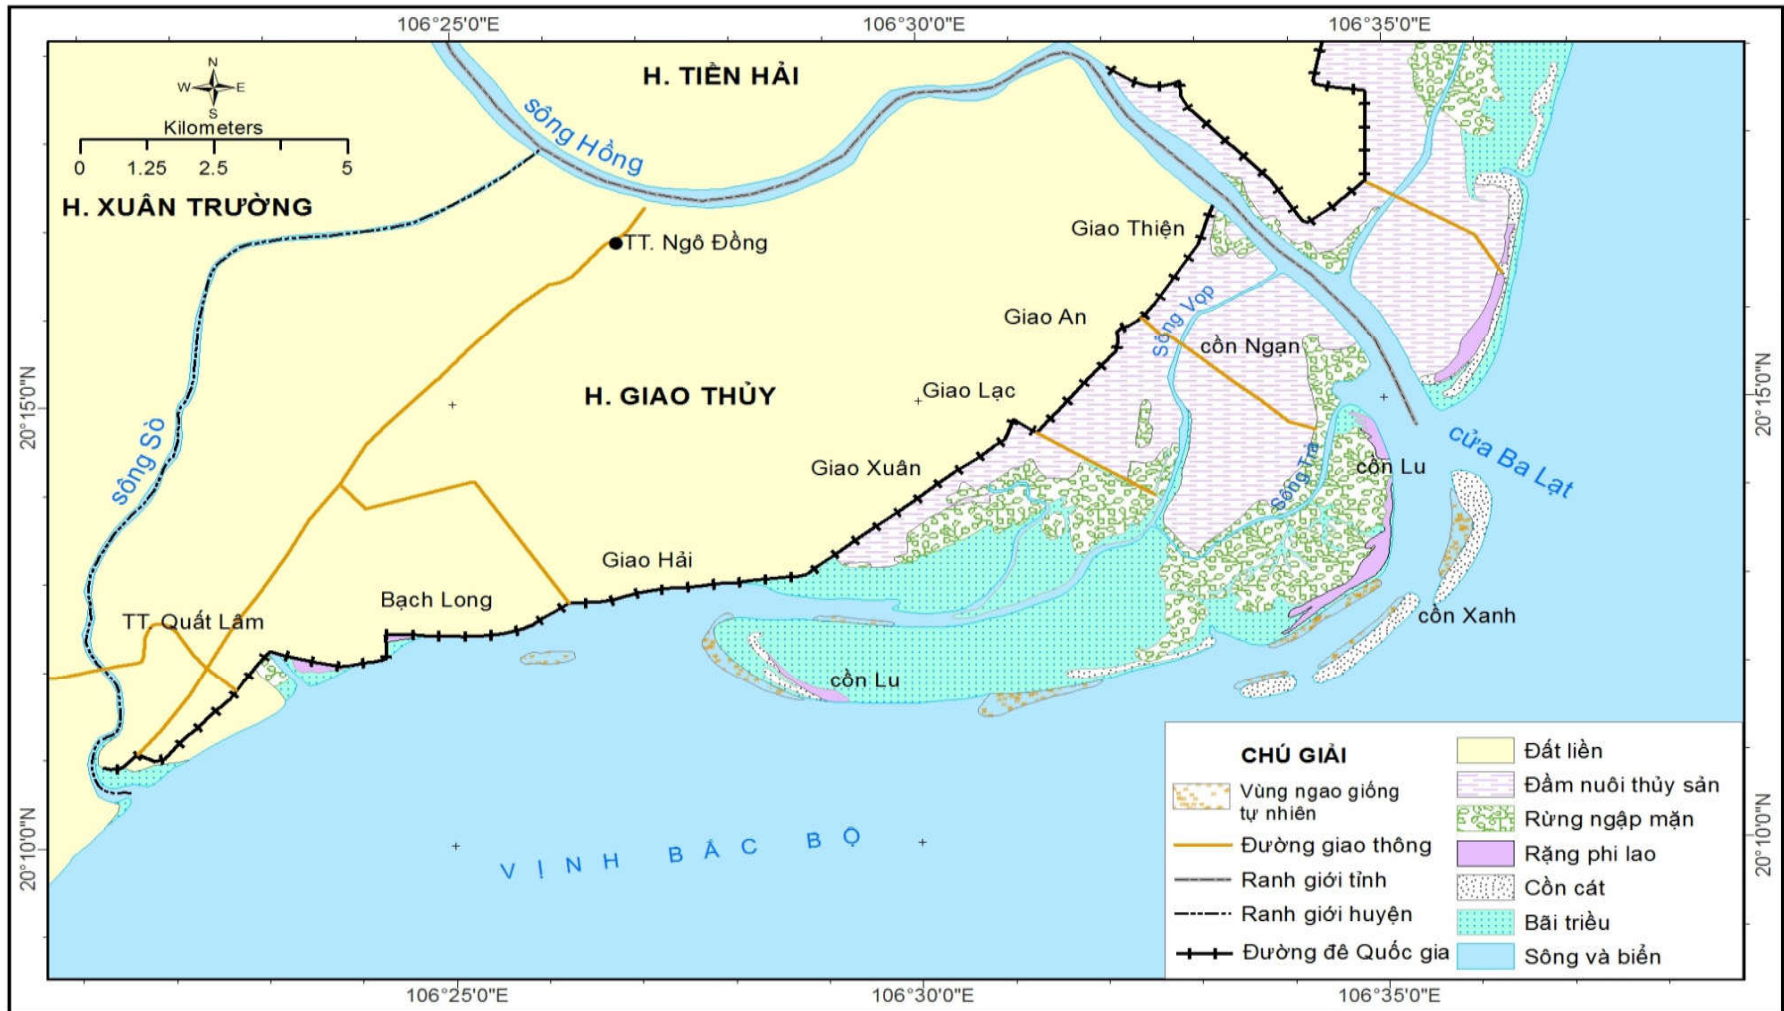 106°25'0"E
106°30'0"E
106°35'0"E
N
W
E
S
Kilometers
0 1.25 2.5 5
H. TIỀN HẢI
sông Hồng
H. XUÂN TRƯỜNG
TT. Ngô Đồng
Giao Thiện
Sông Vọp
Giao An
cồn Ngạn
20°15'0"N
20°15'0"N
H. GIAO THỦY
Giao Lạc
sông Sò
cửa Ba Lạt
Giao Xuân
cồn Lu
Sông Trà
Giao Hải
Bạch Long
TT. Quất Lâm
cồn Xanh
cồn Lu
VỊNH BẮC BỘ
20°10'0"N
20°10'0"N
CHÚ GIẢI
Vùng ngao giống
tự nhiên
Đường giao thông
Ranh giới tỉnh
Ranh giới huyện
Đường đê Quốc gia
Đất liền
Đầm nuôi thủy sản
Rừng ngập mặn
Rặng phi lao
Cồn cát
Bãi triều
Sông và biển
106°25'0"E
106°30'0"E
106°35'0"E